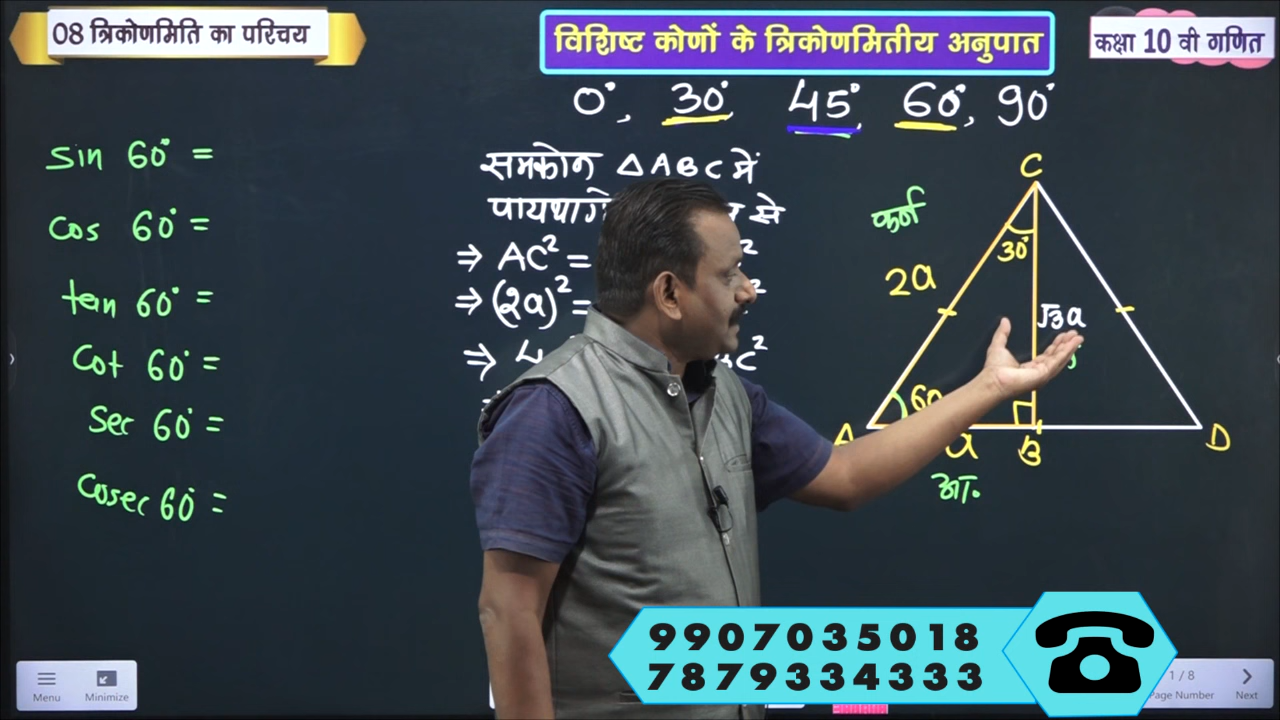 08 त्रिकोणमिति का परिचय
विशिष्ट कोणों के त्रिकोणमितीय अनुपात
कक्षा 10 वी गणित
0°, 30°, 45°, 60°, 90°
sin 60° =
cos 60° =
tan 60° =
Cot 60° =
Sec 60° =
Cosec 60° =
समकोन △ABC में
से
⇒ AC² =
⇒ (2a)² =
⇒ 4
C
कर्ण
30°
2a
√3a
60
A
a
B
D
आ.
9907035018
7879334333
Menu
Minimize
1 / 8
Page Number
Next